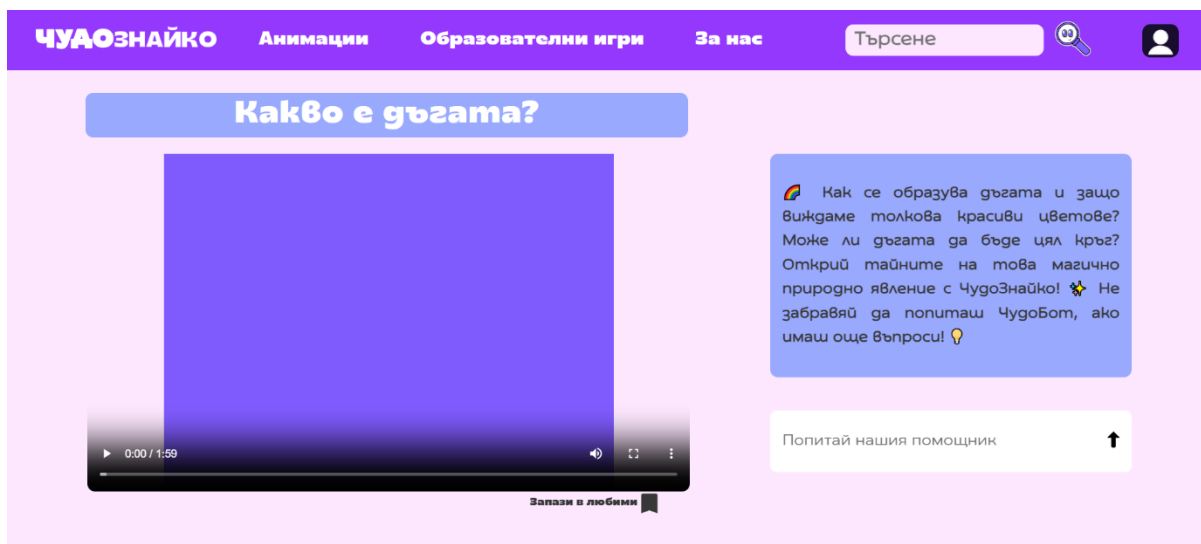 ЧУДОЗНАЙКО Анимации Образователни игри За нас Търсене
Какво е дъгата?
🌈 Как се образува дъгата и защо
виждаме толкова красиви цветове?
Може ли дъгата да бъде цял кръг?
Открий тайните на това магично
природно явление с ЧудоЗнайко! ✨ Не
забравяй да попиташ ЧудоБот, ако
имаш още въпроси! 💡
0:00 / 1:59
Попитай нашия помощник
Запази в любими